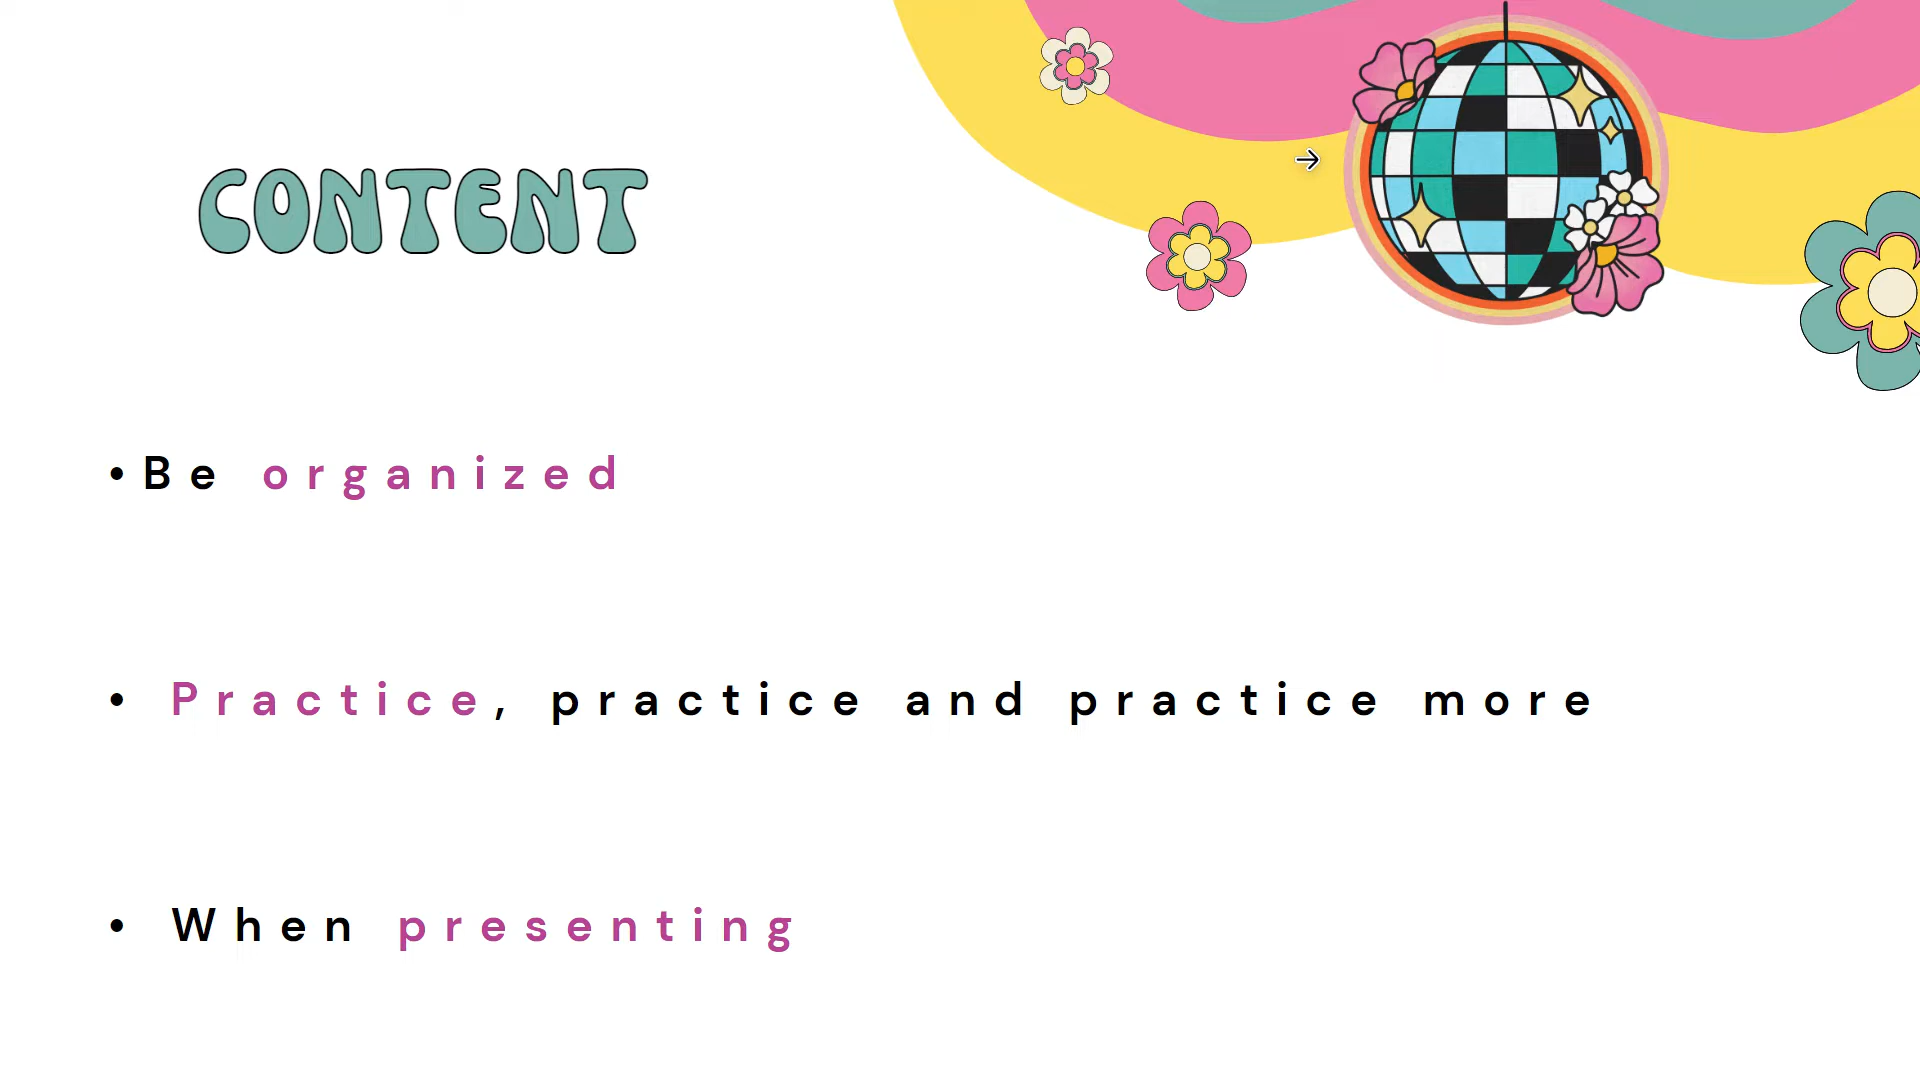 CONTENT
• Be organized
• Practice, practice and practice more
• When presenting